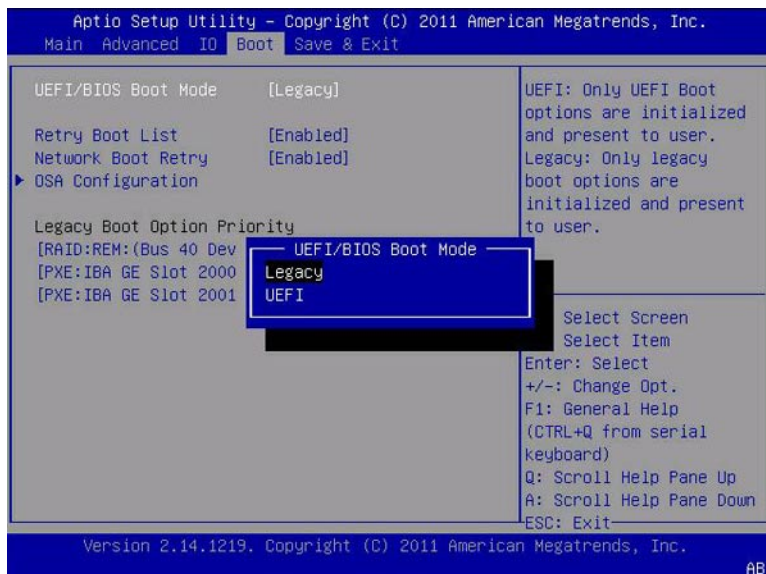 Aptio Setup Utility – Copyright (C) 2011 American Megatrends, Inc.
Main Advanced IO Boot Save & Exit
UEFI/BIOS Boot Mode [Legacy]
Retry Boot List [Enabled]
Network Boot Retry [Enabled]
OSA Configuration
Legacy Boot Option Priority
[RAID:REM:(Bus 40 Dev
[PXE:IBA GE Slot 2000
[PXE:IBA GE Slot 2001
UEFI/BIOS Boot Mode
Legacy
UEFI
UEFI: Only UEFI Boot
options are initialized
and present to user.
Legacy: Only legacy
boot options are
initialized and present
to user.
Select Screen
Select Item
Enter: Select
+/-: Change Opt.
F1: General Help
(CTRL+Q from serial
keyboard)
Q: Scroll Help Pane Up
A: Scroll Help Pane Down
ESC: Exit
Version 2.14.1219. Copyright (C) 2011 American Megatrends, Inc.
AB